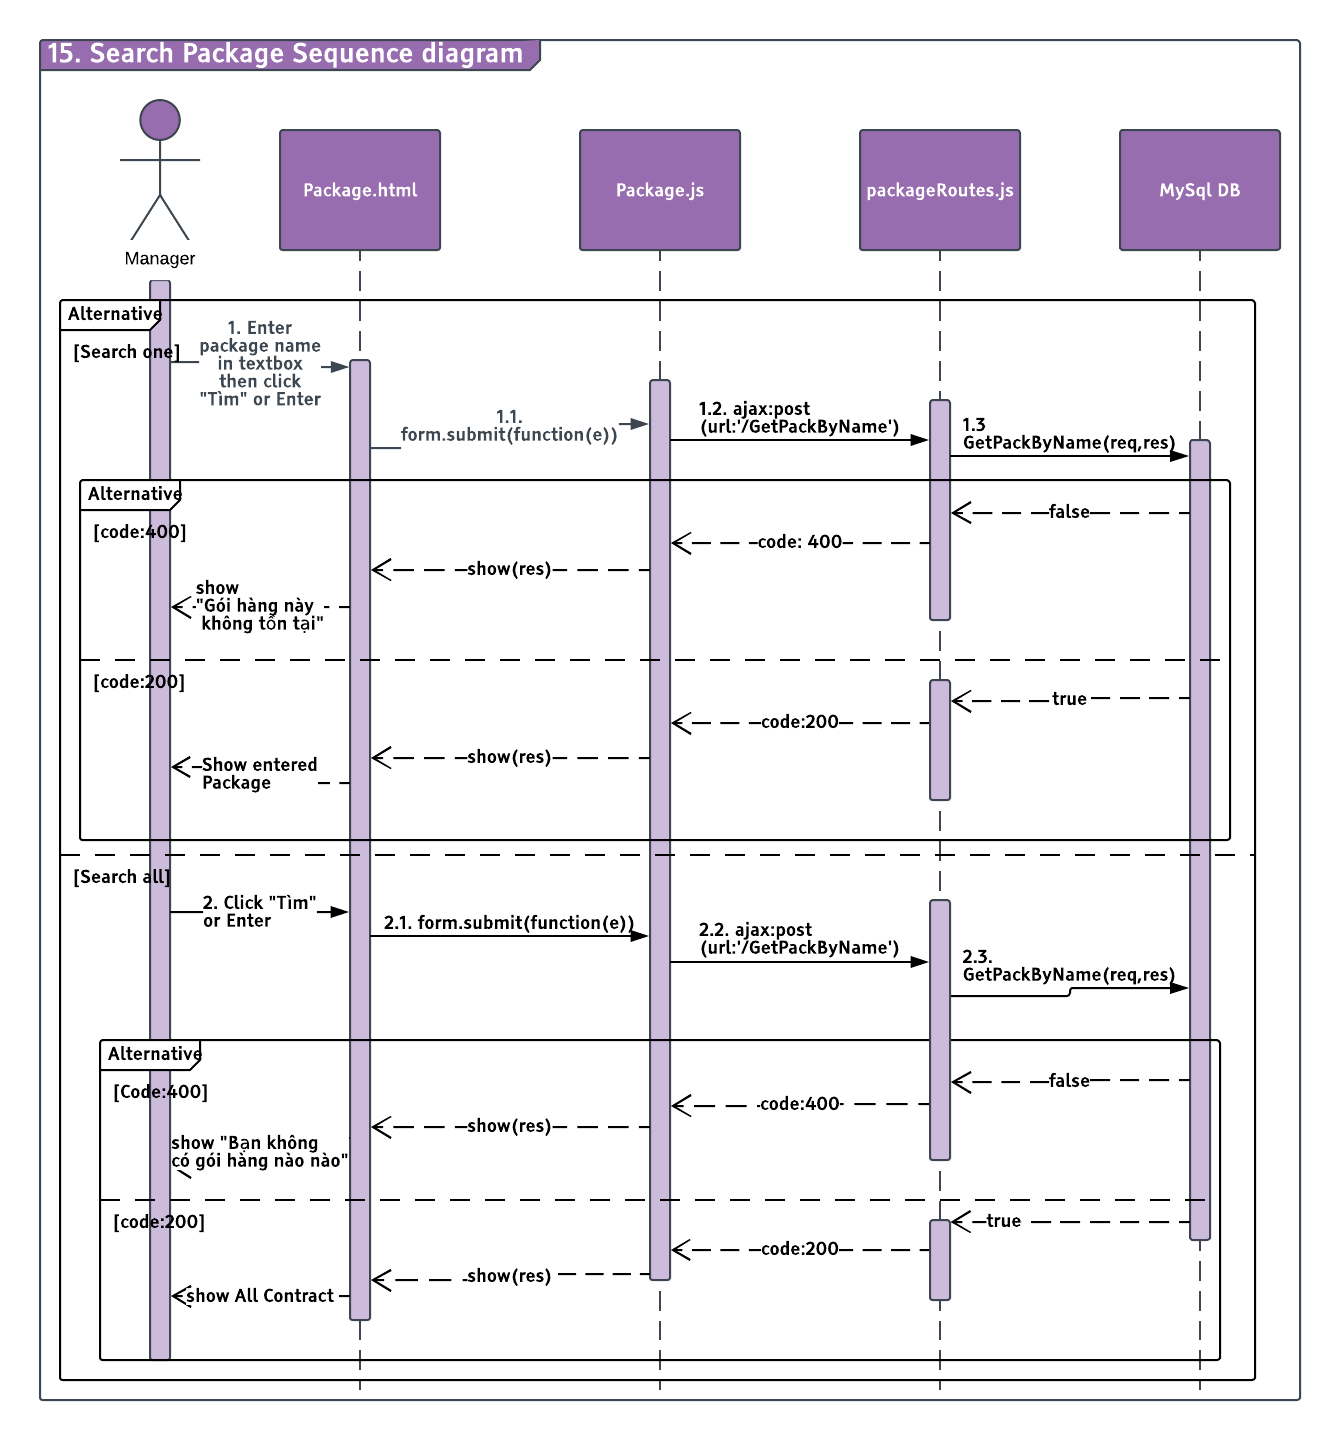 15. Search Package Sequence diagram
Package.html
Package.js
packageRoutes.js
MySql DB
Manager
Alternative
[Search one]
1. Enter
package name
in textbox
then click
"Tìm" or Enter
1.1.
form.submit(function(e))
1.2. ajax:post
(url:'/GetPackByName')
1.3
GetPackByName(req,res)
Alternative
[code:400]
false
code: 400
show(res)
show
"Gói hàng này
không tồn tại"
[code:200]
true
code:200
show(res)
Show entered
Package
[Search all]
2. Click "Tìm"
or Enter
2.1. form.submit(function(e))
2.2. ajax:post
(url:'/GetPackByName')
2.3.
GetPackByName(req,res)
Alternative
[Code:400]
false
code:400
show(res)
show "Bạn không
có gói hàng nào nào"
[code:200]
true
code:200
show(res)
show All Contract